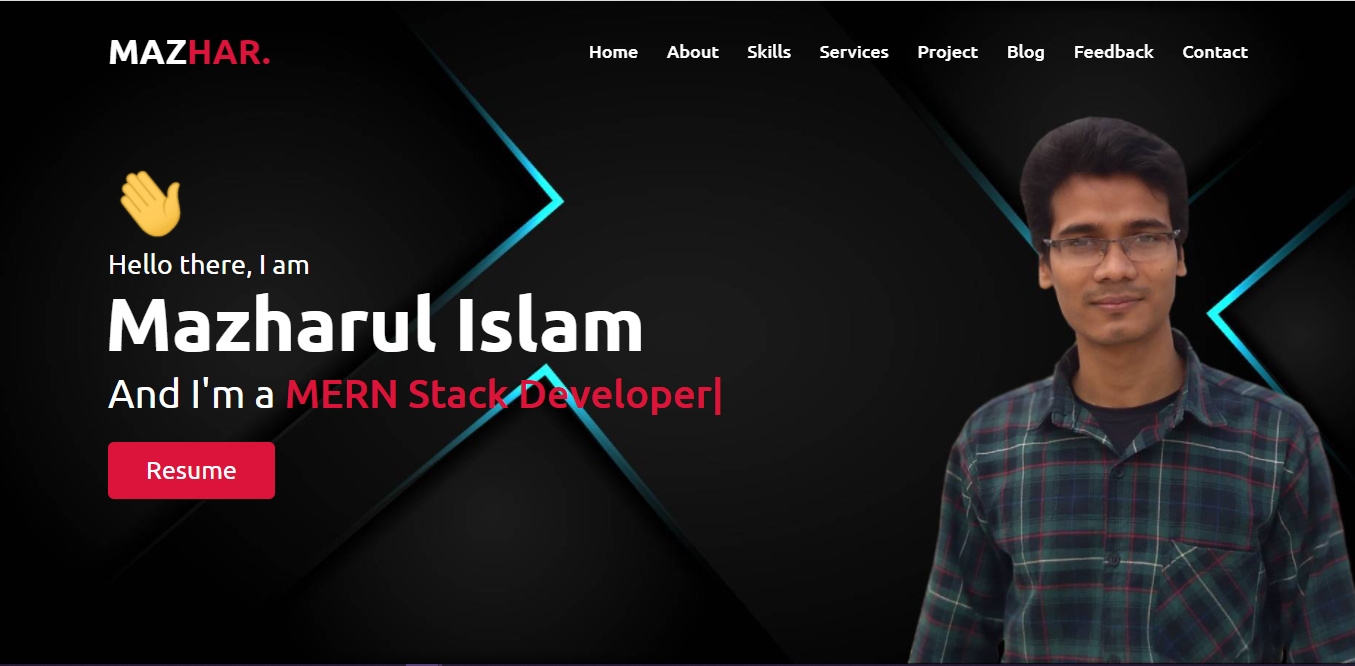 MAZHAR.
Home About Skills Services Project Blog Feedback Contact
Hello there, I am
Mazharul Islam
And I'm a MERN Stack Developer|
Resume